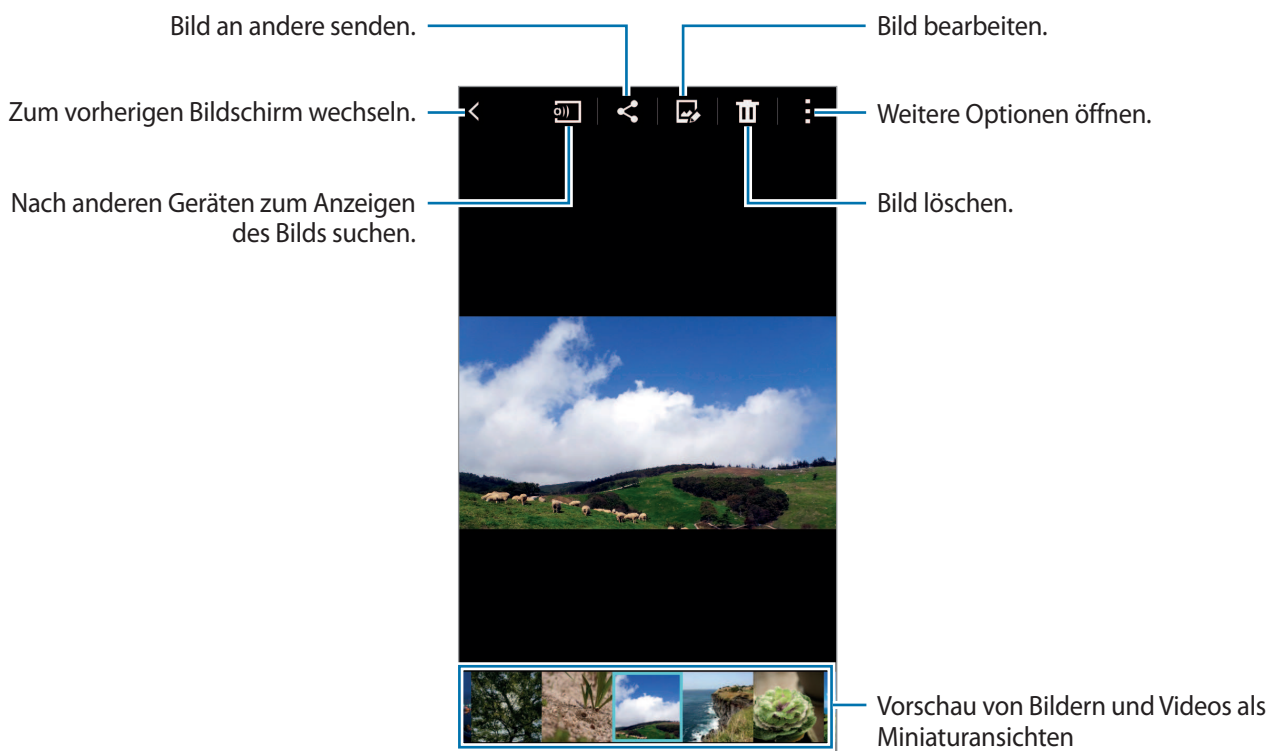 Bild an andere senden.
Bild bearbeiten.
Zum vorherigen Bildschirm wechseln.
Weitere Optionen öffnen.
Nach anderen Geräten zum Anzeigen
des Bilds suchen.
Bild löschen.
Vorschau von Bildern und Videos als
Miniaturansichten